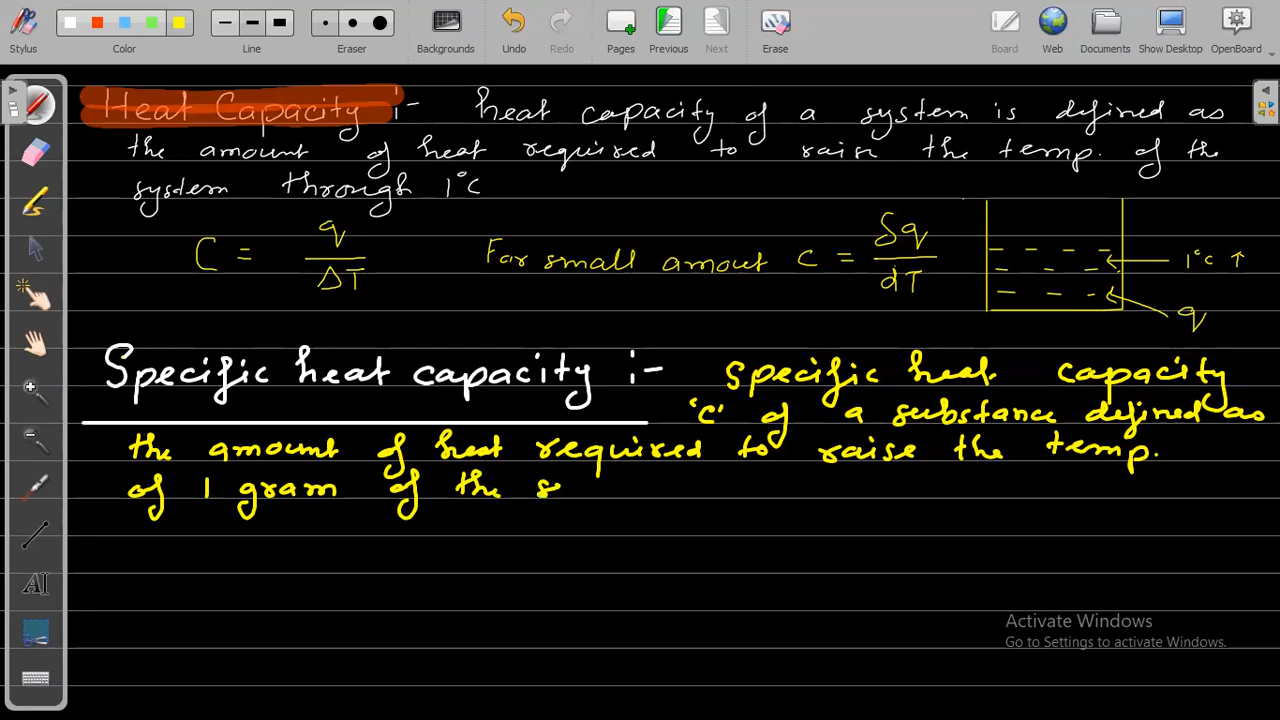 Stylus
Color
Line
Eraser
Backgrounds
Undo
Redo
Pages
Previous
Next
Erase
Board
Web
Documents
Show Desktop
OpenBoard
Heat Capacity :- heat capacity of a system is defined as
the amount of heat required to raise the temp. of the
system through 1°C
C = q / ΔT For small amout C = δq / dT 1°C ↑
q
Specific heat capacity :- specific heat capacity
'c' of a substance defined as
the amount of heat required to raise the temp.
of 1 gram of the s
Activate Windows
Go to Settings to activate Windows.
AI